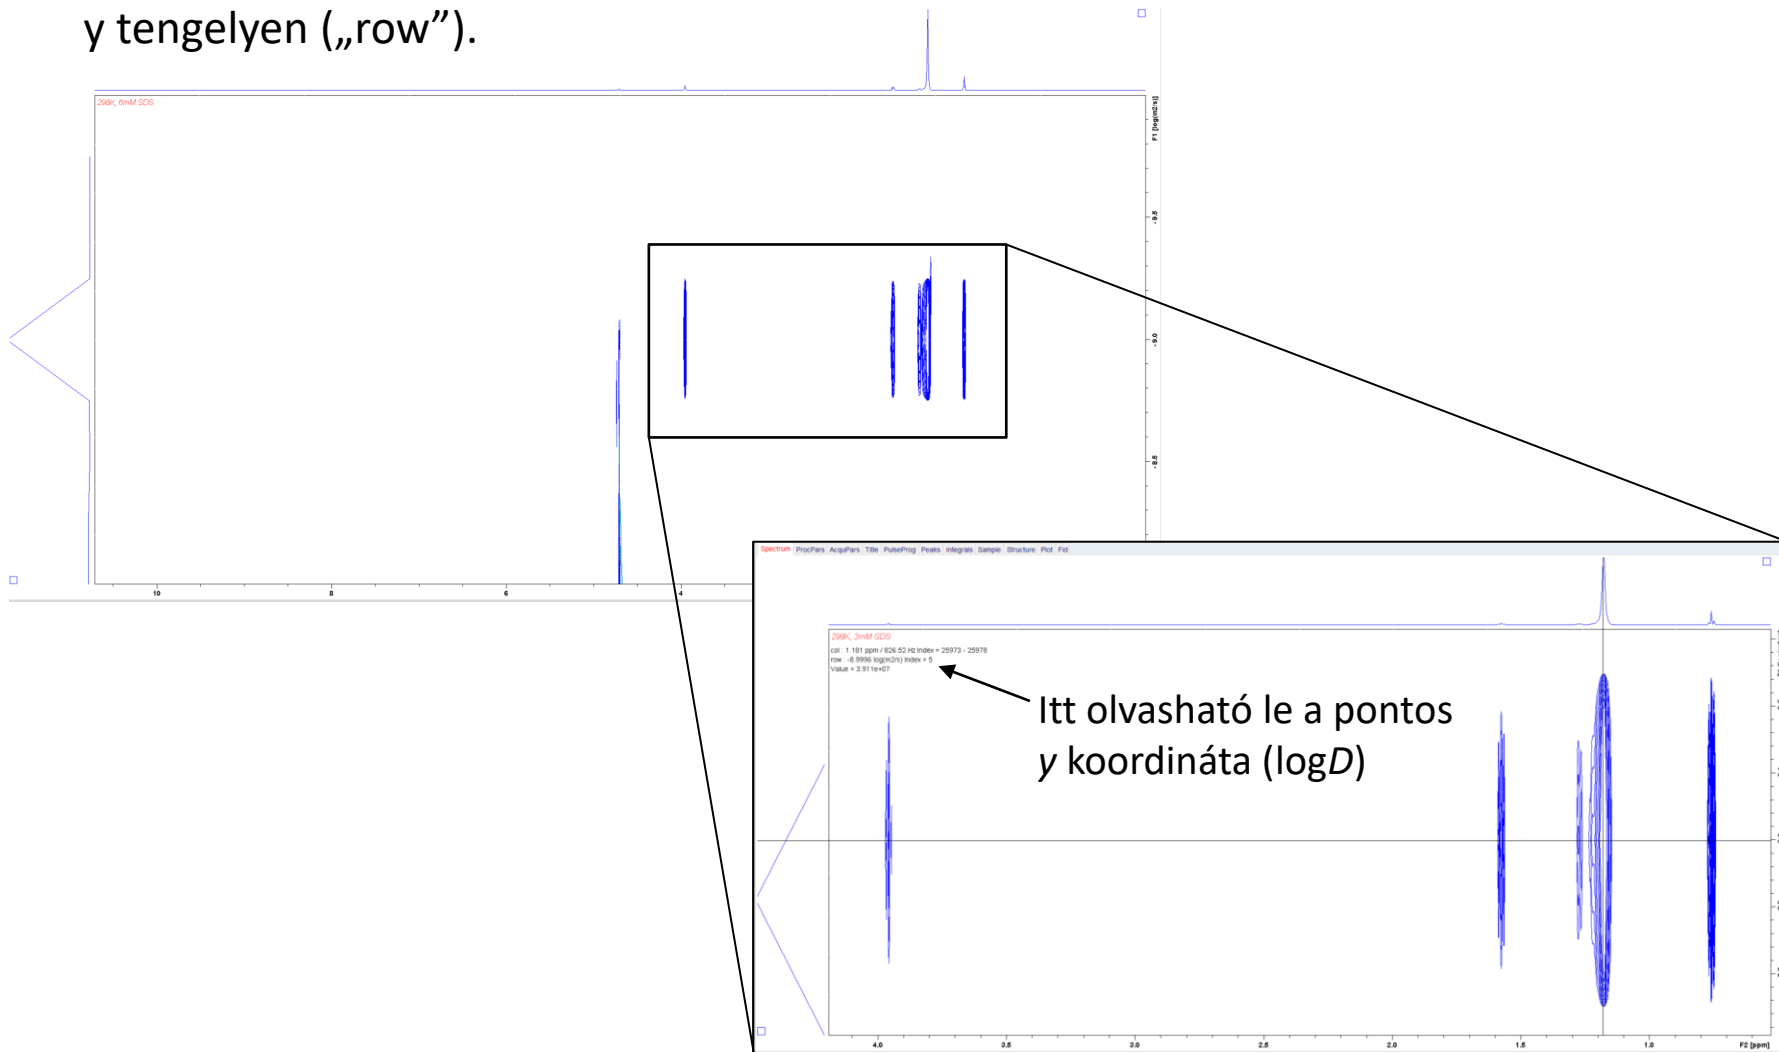 y tengelyen („row”).
298K, 6mM SDS
F1 [log(m2/s)]
-9.5
-9.0
-8.5
10
8
6
4
Spectrum ProcPars AcquPars Title PulseProg Peaks Integrals Sample Structure Plot Fid
298K, 3mM SDS
col : 1.181 ppm / 826.52 Hz Index = 25973 - 25978
row : -8.9996 log(m2/s) Index = 5
Value = 3.911e+07
Itt olvasható le a pontos
y koordináta (logD)
4.0
3.5
3.0
2.5
2.0
1.5
1.0
F2 [ppm]